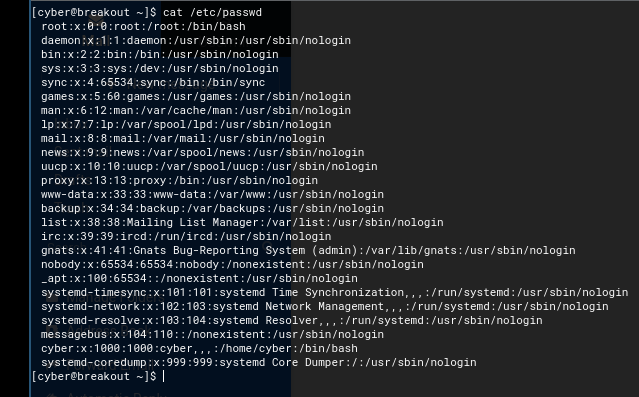 [cyber@breakout ~]$ cat /etc/passwd
root:x:0:0:root:/root:/bin/bash
daemon:x:1:1:daemon:/usr/sbin:/usr/sbin/nologin
bin:x:2:2:bin:/bin:/usr/sbin/nologin
sys:x:3:3:sys:/dev:/usr/sbin/nologin
sync:x:4:65534:sync:/bin:/bin/sync
games:x:5:60:games:/usr/games:/usr/sbin/nologin
man:x:6:12:man:/var/cache/man:/usr/sbin/nologin
lp:x:7:7:lp:/var/spool/lpd:/usr/sbin/nologin
mail:x:8:8:mail:/var/mail:/usr/sbin/nologin
news:x:9:9:news:/var/spool/news:/usr/sbin/nologin
uucp:x:10:10:uucp:/var/spool/uucp:/usr/sbin/nologin
proxy:x:13:13:proxy:/bin:/usr/sbin/nologin
www-data:x:33:33:www-data:/var/www:/usr/sbin/nologin
backup:x:34:34:backup:/var/backups:/usr/sbin/nologin
list:x:38:38:Mailing List Manager:/var/list:/usr/sbin/nologin
irc:x:39:39:ircd:/run/ircd:/usr/sbin/nologin
gnats:x:41:41:Gnats Bug-Reporting System (admin):/var/lib/gnats:/usr/sbin/nologin
nobody:x:65534:65534:nobody:/nonexistent:/usr/sbin/nologin
_apt:x:100:65534::/nonexistent:/usr/sbin/nologin
systemd-timesync:x:101:101:systemd Time Synchronization,,,:/run/systemd:/usr/sbin/nologin
systemd-network:x:102:103:systemd Network Management,,,:/run/systemd:/usr/sbin/nologin
systemd-resolve:x:103:104:systemd Resolver,,,:/run/systemd:/usr/sbin/nologin
messagebus:x:104:110::/nonexistent:/usr/sbin/nologin
cyber:x:1000:1000:cyber,,,:/home/cyber:/bin/bash
systemd-coredump:x:999:999:systemd Core Dumper:/:/usr/sbin/nologin
[cyber@breakout ~]$